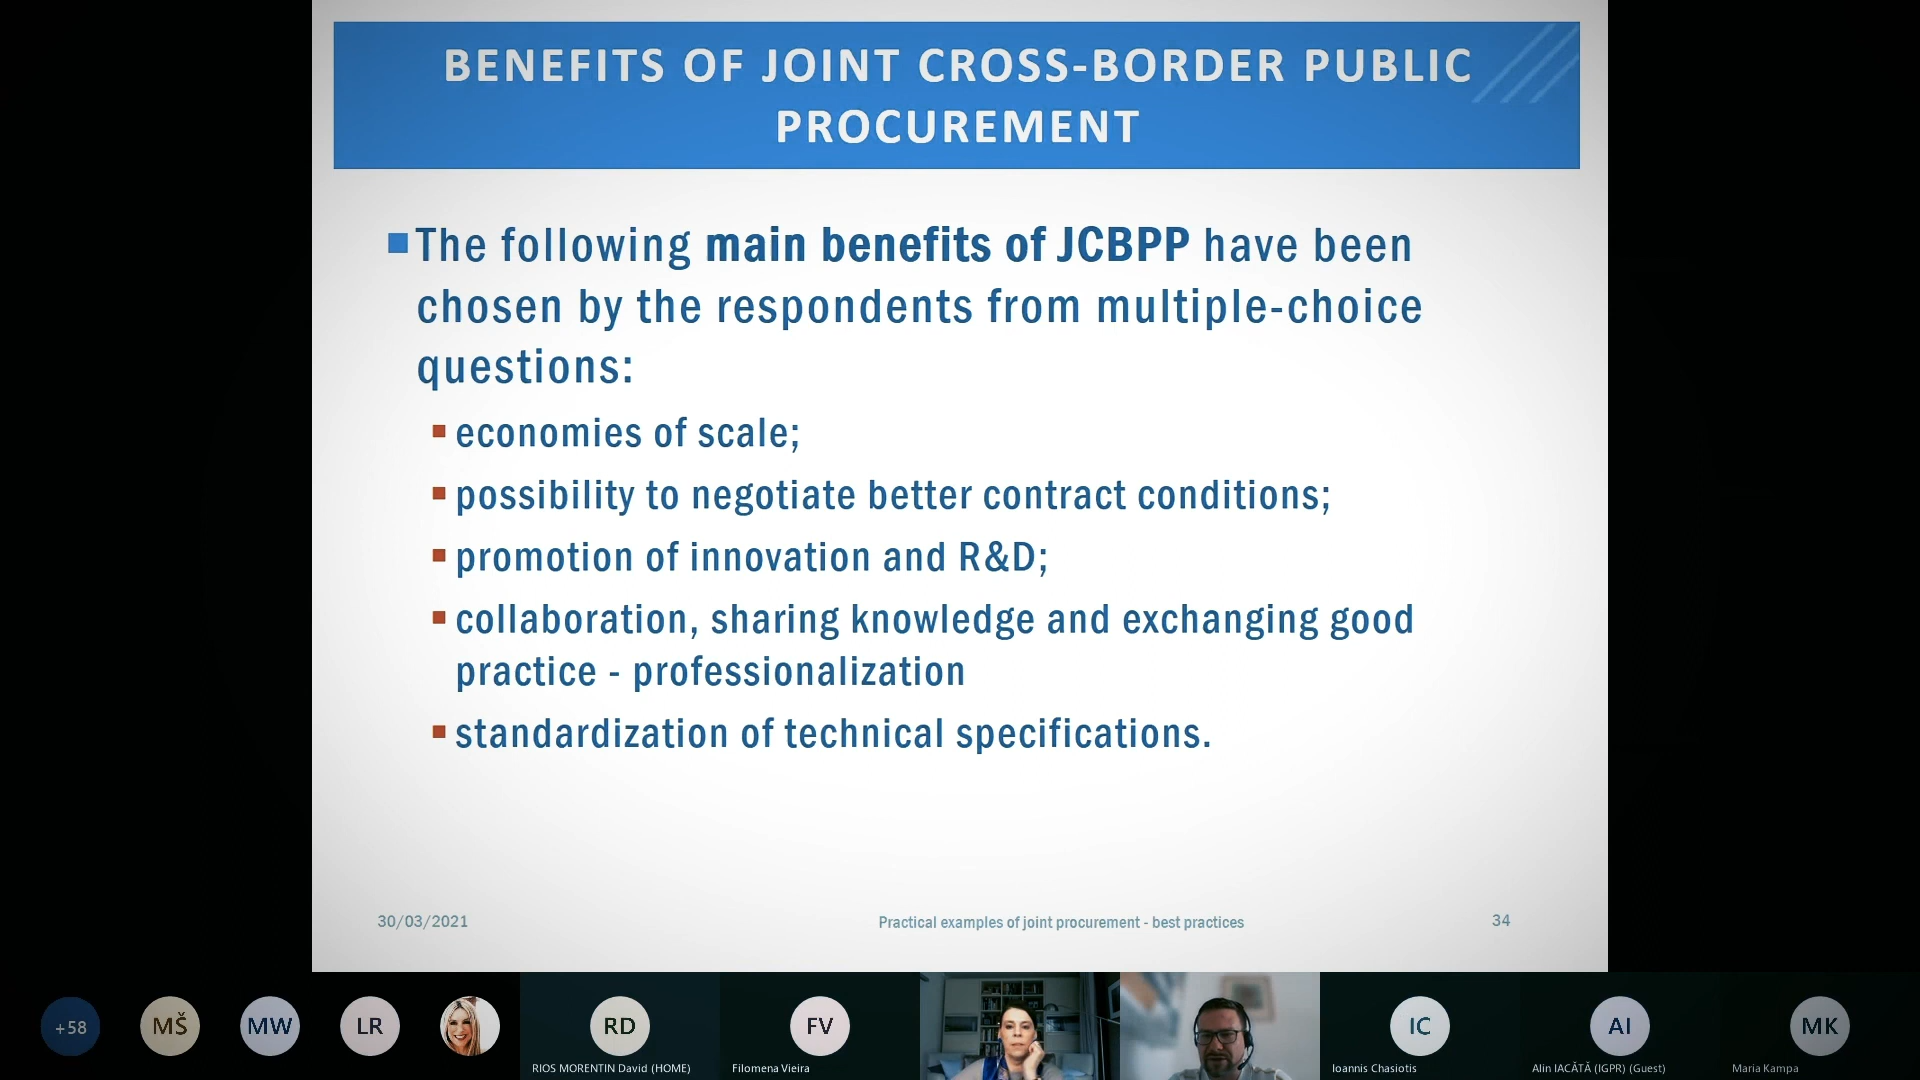 BENEFITS OF JOINT CROSS-BORDER PUBLIC
PROCUREMENT
The following main benefits of JCBPP have been
chosen by the respondents from multiple-choice
questions:
economies of scale;
possibility to negotiate better contract conditions;
promotion of innovation and R&D;
collaboration, sharing knowledge and exchanging good
practice - professionalization
standardization of technical specifications.
30/03/2021
Practical examples of joint procurement - best practices
34
+58
MŠ
MW
LR
RD
RIOS MORENTIN David (HOME)
FV
Filomena Vieira
IC
Ioannis Chasiotis
AI
Alin IACĂTĂ (IGPR) (Guest)
MK
Maria Kampa